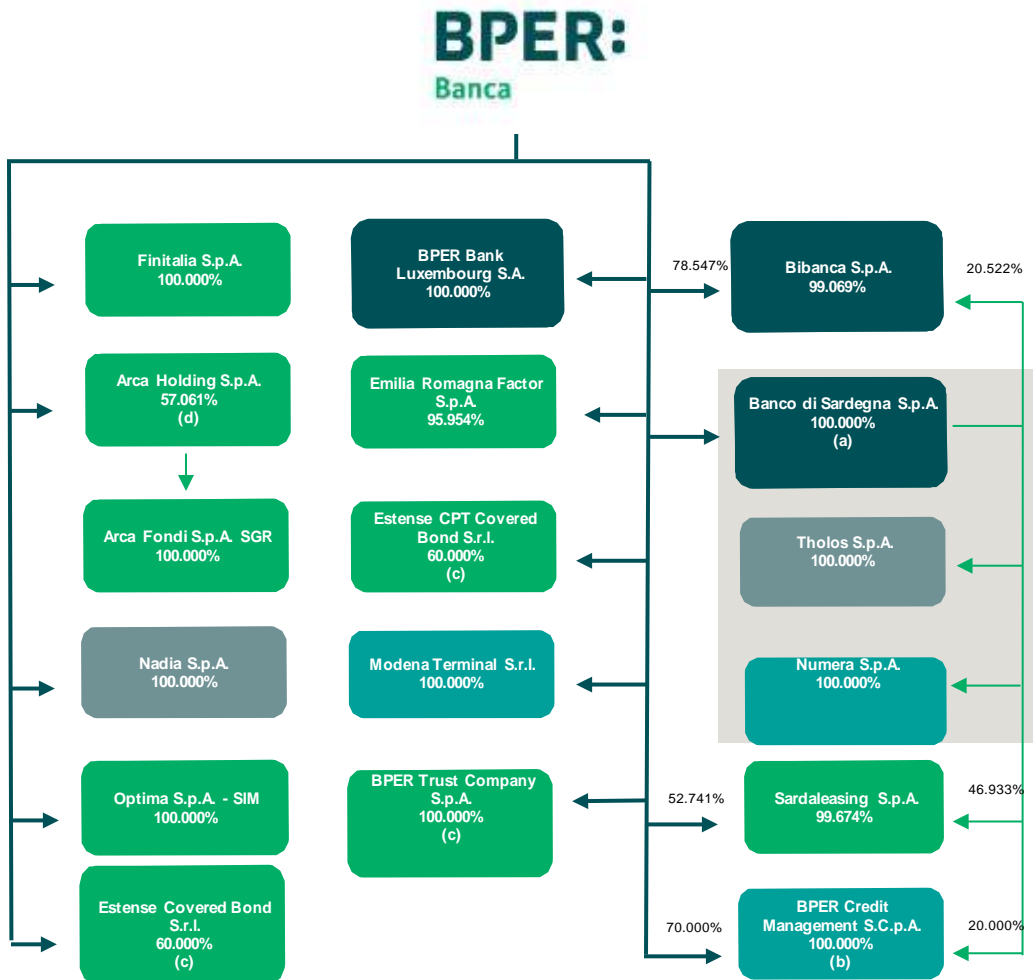 BPER:
Banca
Finitalia S.p.A.
100.000%
BPER Bank
Luxembourg S.A.
100.000%
78.547%
Bibanca S.p.A.
99.069%
20.522%
Arca Holding S.p.A.
57.061%
(d)
Emilia Romagna Factor
S.p.A.
95.954%
Banco di Sardegna S.p.A.
100.000%
(a)
Arca Fondi S.p.A. SGR
100.000%
Estense CPT Covered
Bond S.r.l.
60.000%
(c)
Tholos S.p.A.
100.000%
Nadia S.p.A.
100.000%
Modena Terminal S.r.l.
100.000%
Numera S.p.A.
100.000%
Optima S.p.A. - SIM
100.000%
BPER Trust Company
S.p.A.
100.000%
(c)
52.741%
Sardaleasing S.p.A.
99.674%
46.933%
Estense Covered Bond
S.r.l.
60.000%
(c)
70.000%
BPER Credit
Management S.C.p.A.
100.000%
(b)
20.000%